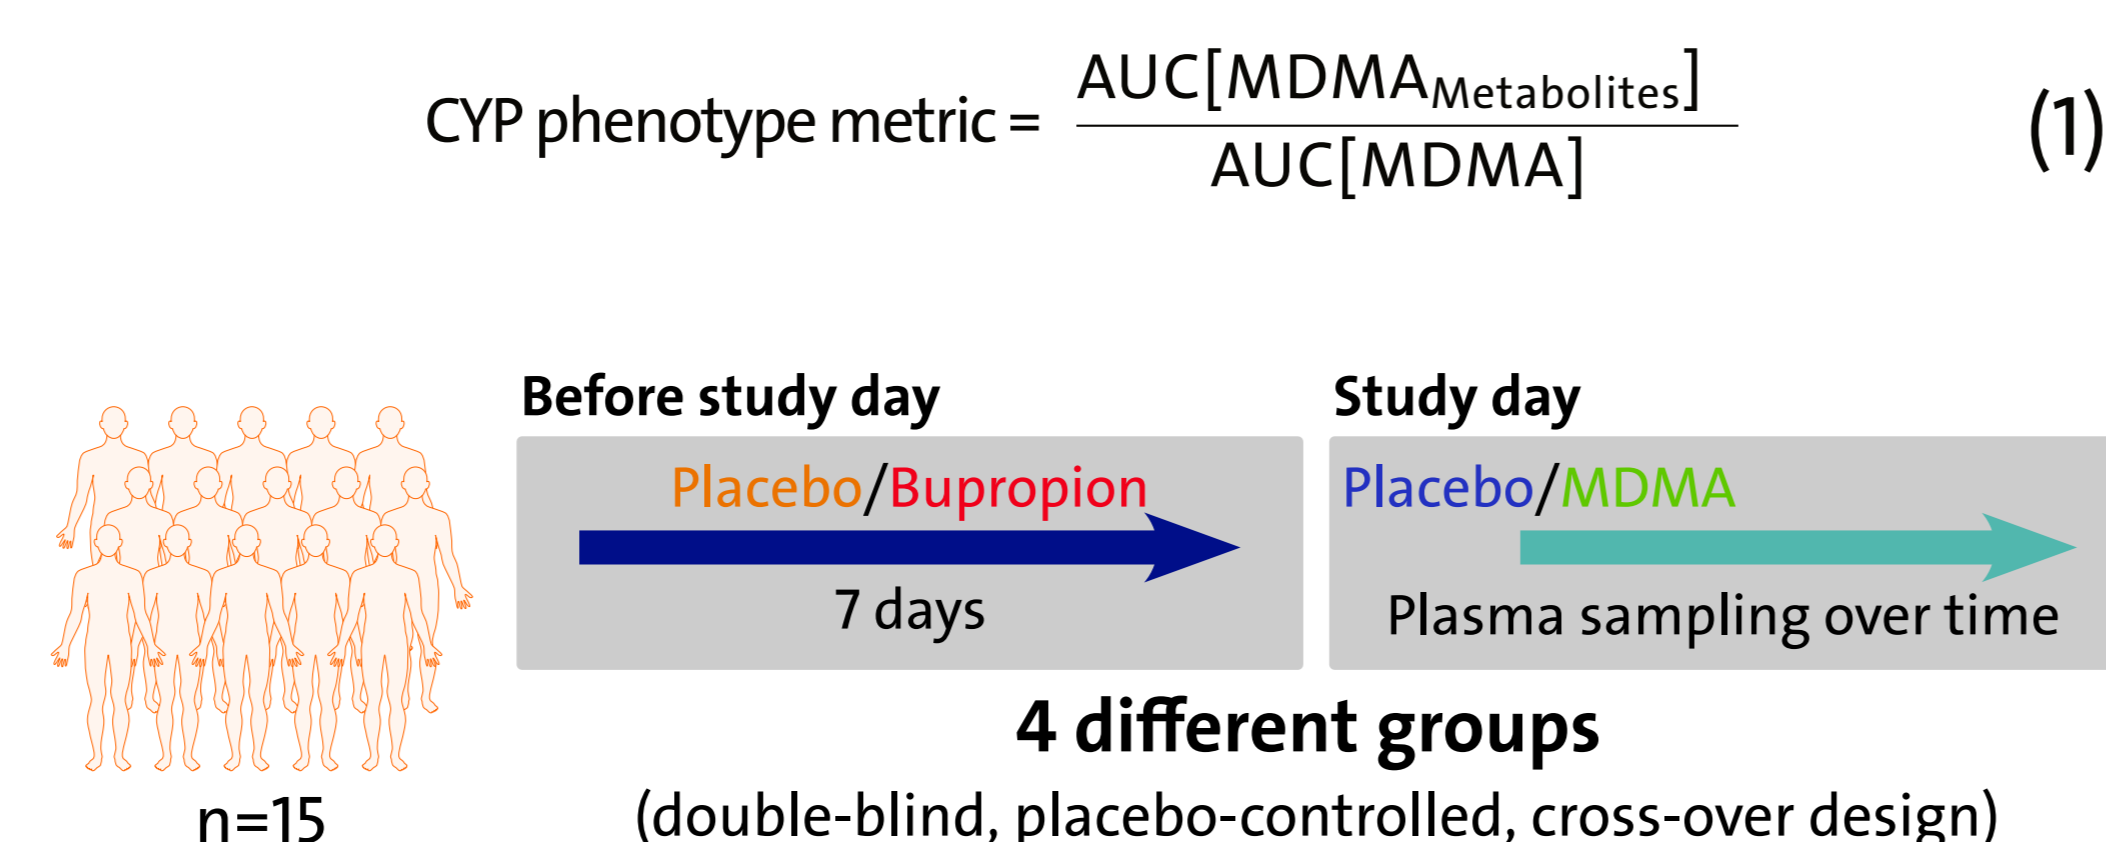 CYP phenotype metric = AUC[MDMA_Metabolites] / AUC[MDMA] (1)
Before study day
Study day
Placebo/Bupropion
Placebo/MDMA
7 days
Plasma sampling over time
4 different groups
n=15
(double-blind, placebo-controlled, cross-over design)